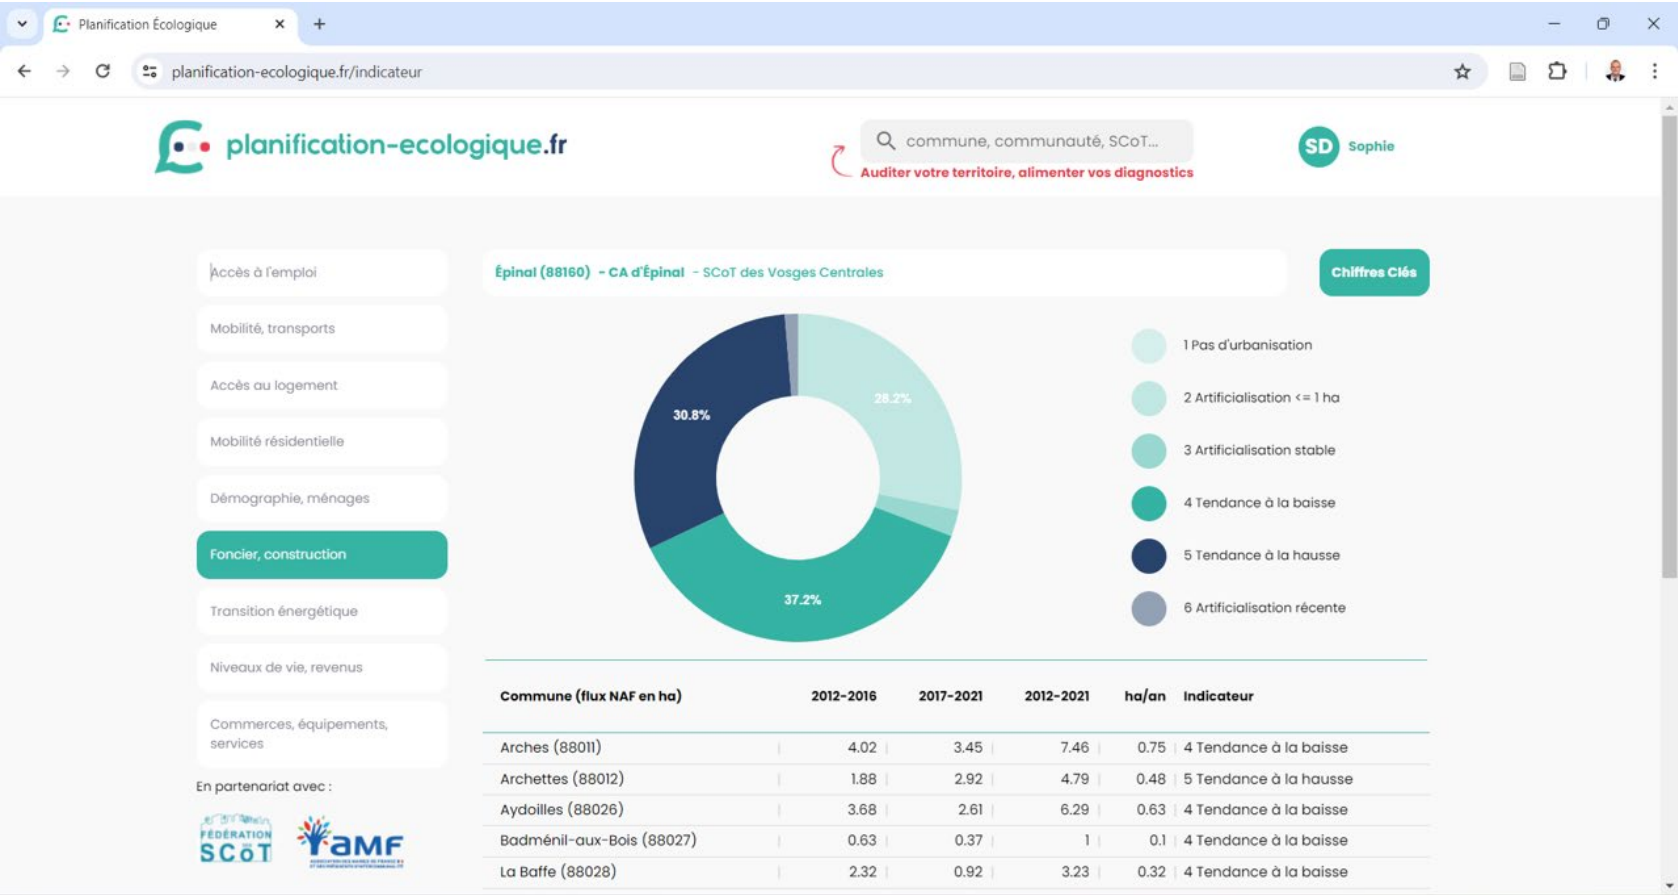 Planification Écologique
planification-ecologique.fr/indicateur
planification-ecologique.fr
commune, communauté, SCoT...
Auditer votre territoire, alimenter vos diagnostics
SD Sophie
Accès à l'emploi
Mobilité, transports
Accès au logement
Mobilité résidentielle
Démographie, ménages
Foncier, construction
Transition énergétique
Niveaux de vie, revenus
Commerces, équipements,
services
En partenariat avec :
FÉDÉRATION
SCOT
AMF
Épinal (88160) - CA d'Épinal - SCoT des Vosges Centrales
Chiffres Clés
28.2%
30.8%
37.2%
1 Pas d'urbanisation
2 Artificialisation <= 1 ha
3 Artificialisation stable
4 Tendance à la baisse
5 Tendance à la hausse
6 Artificialisation récente
Commune (flux NAF en ha) 2012-2016 2017-2021 2012-2021 ha/an Indicateur
Arches (88011) 4.02 3.45 7.46 0.75 4 Tendance à la baisse
Archettes (88012) 1.88 2.92 4.79 0.48 5 Tendance à la hausse
Aydoilles (88026) 3.68 2.61 6.29 0.63 4 Tendance à la baisse
Badménil-aux-Bois (88027) 0.63 0.37 1 0.1 4 Tendance à la baisse
La Baffe (88028) 2.32 0.92 3.23 0.32 4 Tendance à la baisse